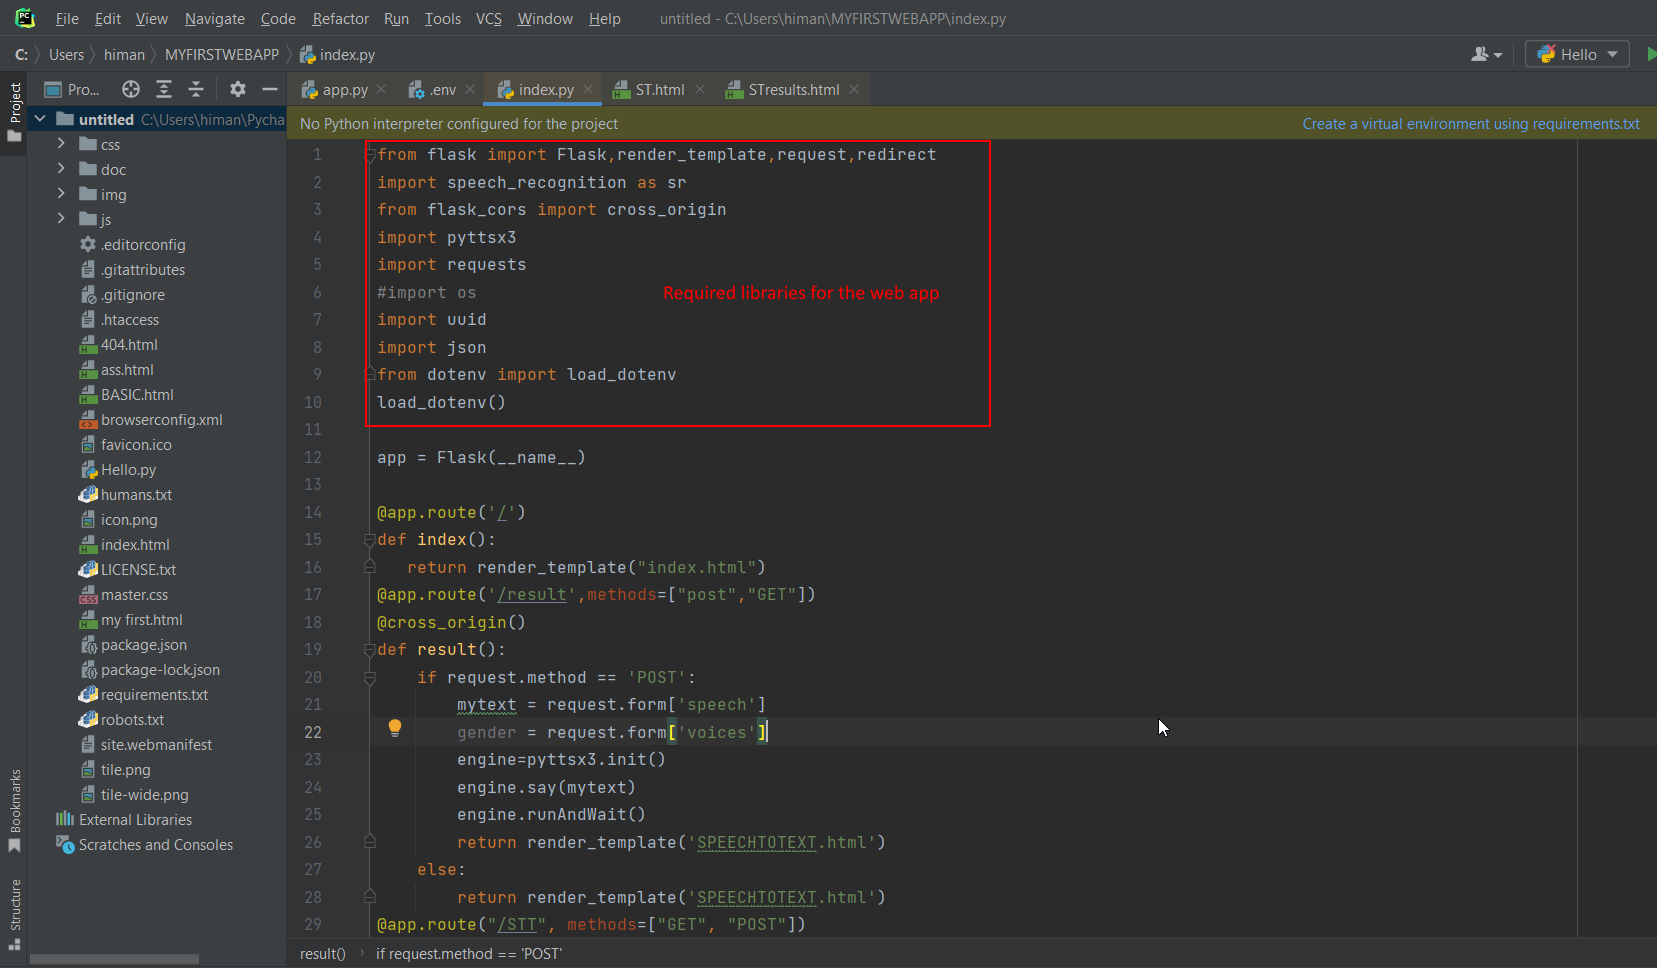 File Edit View Navigate Code Refactor Run Tools VCS Window Help untitled - C:\Users\himan\MYFIRSTWEBAPP\index.py
C: Users himan MYFIRSTWEBAPP index.py Hello
Pro... app.py .env index.py ST.html STresults.html
Project
untitled C:\Users\himan\Pycha
No Python interpreter configured for the project Create a virtual environment using requirements.txt
css
doc
img
js
.editorconfig
.gitattributes
.gitignore
.htaccess
404.html
ass.html
BASIC.html
browserconfig.xml
favicon.ico
Hello.py
humans.txt
icon.png
index.html
LICENSE.txt
master.css
my first.html
package.json
package-lock.json
requirements.txt
robots.txt
site.webmanifest
tile.png
tile-wide.png
External Libraries
Scratches and Consoles
Bookmarks
Structure
1 from flask import Flask,render_template,request,redirect
2 import speech_recognition as sr
3 from flask_cors import cross_origin
4 import pyttsx3
5 import requests
6 #import os
Required libraries for the web app
7 import uuid
8 import json
9 from dotenv import load_dotenv
10 load_dotenv()
11
12 app = Flask(__name__)
13
14 @app.route('/')
15 def index():
16 return render_template("index.html")
17 @app.route('/result',methods=["post","GET"])
18 @cross_origin()
19 def result():
20 if request.method == 'POST':
21 mytext = request.form['speech']
22 gender = request.form['voices']
23 engine=pyttsx3.init()
24 engine.say(mytext)
25 engine.runAndWait()
26 return render_template('SPEECHTOTEXT.html')
27 else:
28 return render_template('SPEECHTOTEXT.html')
29 @app.route("/STT", methods=["GET", "POST"])
result() if request.method == 'POST'